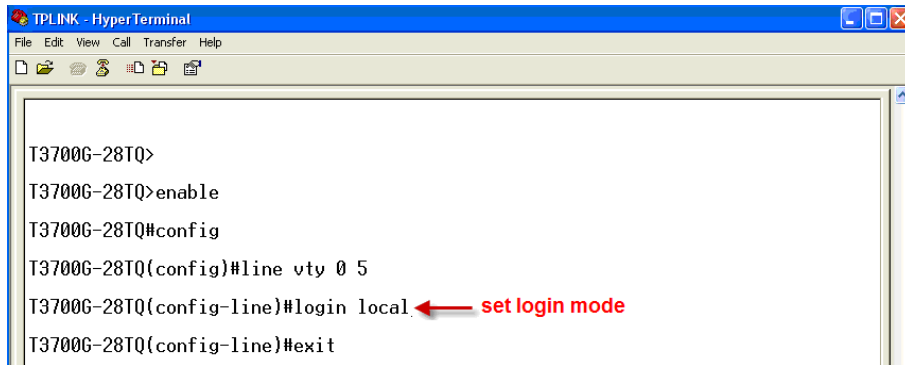 TPLINK - HyperTerminal
File Edit View Call Transfer Help
T3700G-28TQ>
T3700G-28TQ>enable
T3700G-28TQ#config
T3700G-28TQ(config)#line vty 0 5
T3700G-28TQ(config-line)#login local set login mode
T3700G-28TQ(config-line)#exit